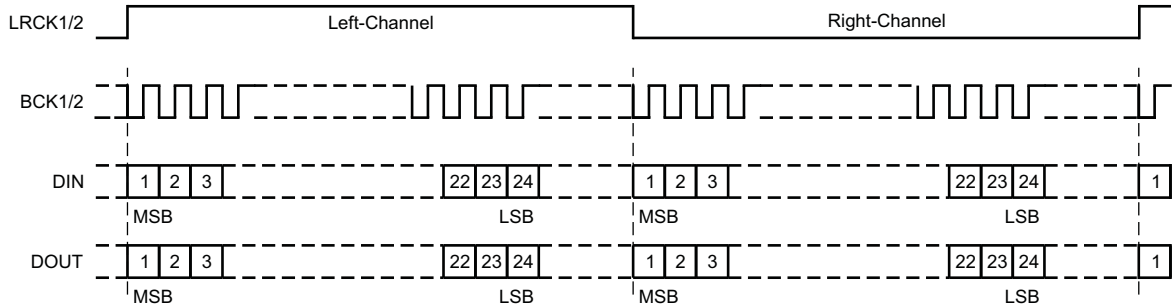 LRCK1/2 Left-Channel Right-Channel
BCK1/2
DIN 1 2 3 22 23 24 1 2 3 22 23 24 1
MSB LSB MSB LSB
DOUT 1 2 3 22 23 24 1 2 3 22 23 24 1
MSB LSB MSB LSB